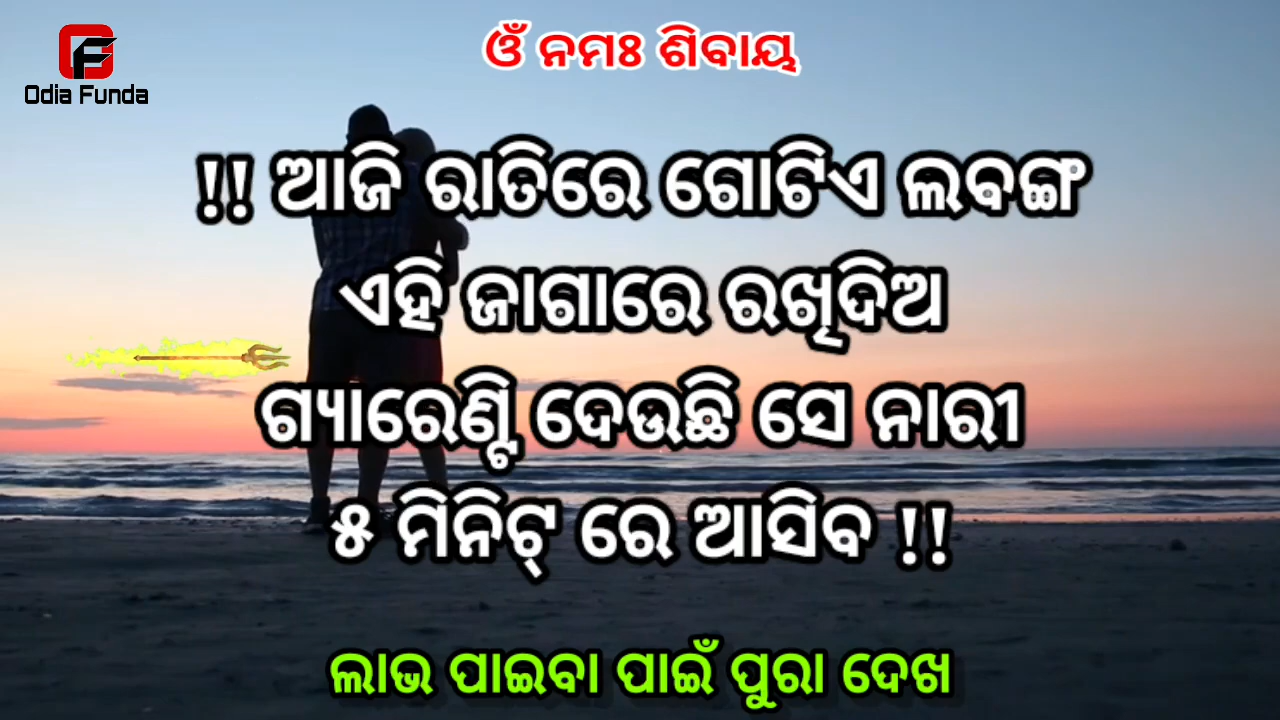 ଓଁ ନମଃ ଶିବାୟ
Odia Funda
!! ଆଜି ରାତିରେ ଗୋଟିଏ ଲବଙ୍ଗ
ଏହି ଜାଗାରେ ରଖିଦିଅ
ଗ୍ୟାରେଣ୍ଟି ଦେଉଛି ସେ ନାରୀ
୫ ମିନିଟ୍ ରେ ଆସିବ !!
ଲାଭ ପାଇବା ପାଇଁ ପୁରା ଦେଖ